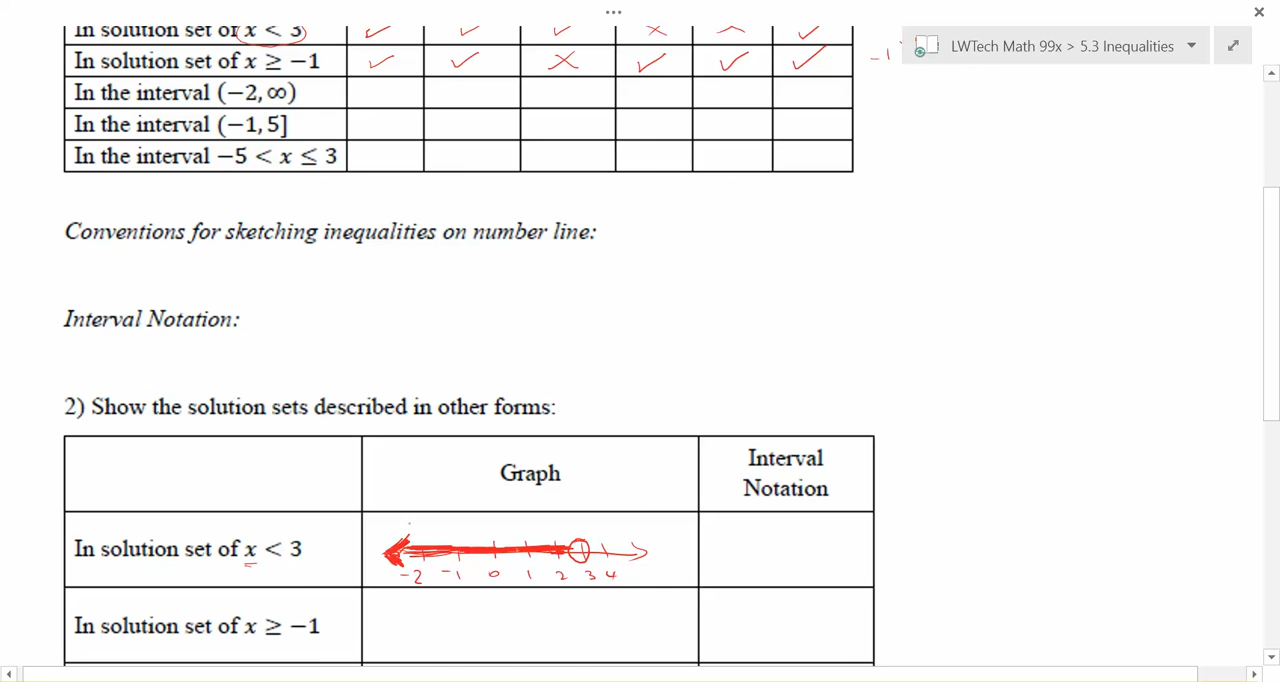 In solution set of x < 3 ✓ ✓ ✓ × × ✓
LWTech Math 99x > 5.3 Inequalities
In solution set of x ≥ −1 ✓ ✓ × ✓ ✓ ✓
-1
In the interval (−2, ∞)
In the interval (−1, 5]
In the interval −5 < x ≤ 3
Conventions for sketching inequalities on number line:
Interval Notation:
2) Show the solution sets described in other forms:
Graph
Interval
Notation
In solution set of x < 3
-2 -1 0 1 2 3 4
In solution set of x ≥ −1